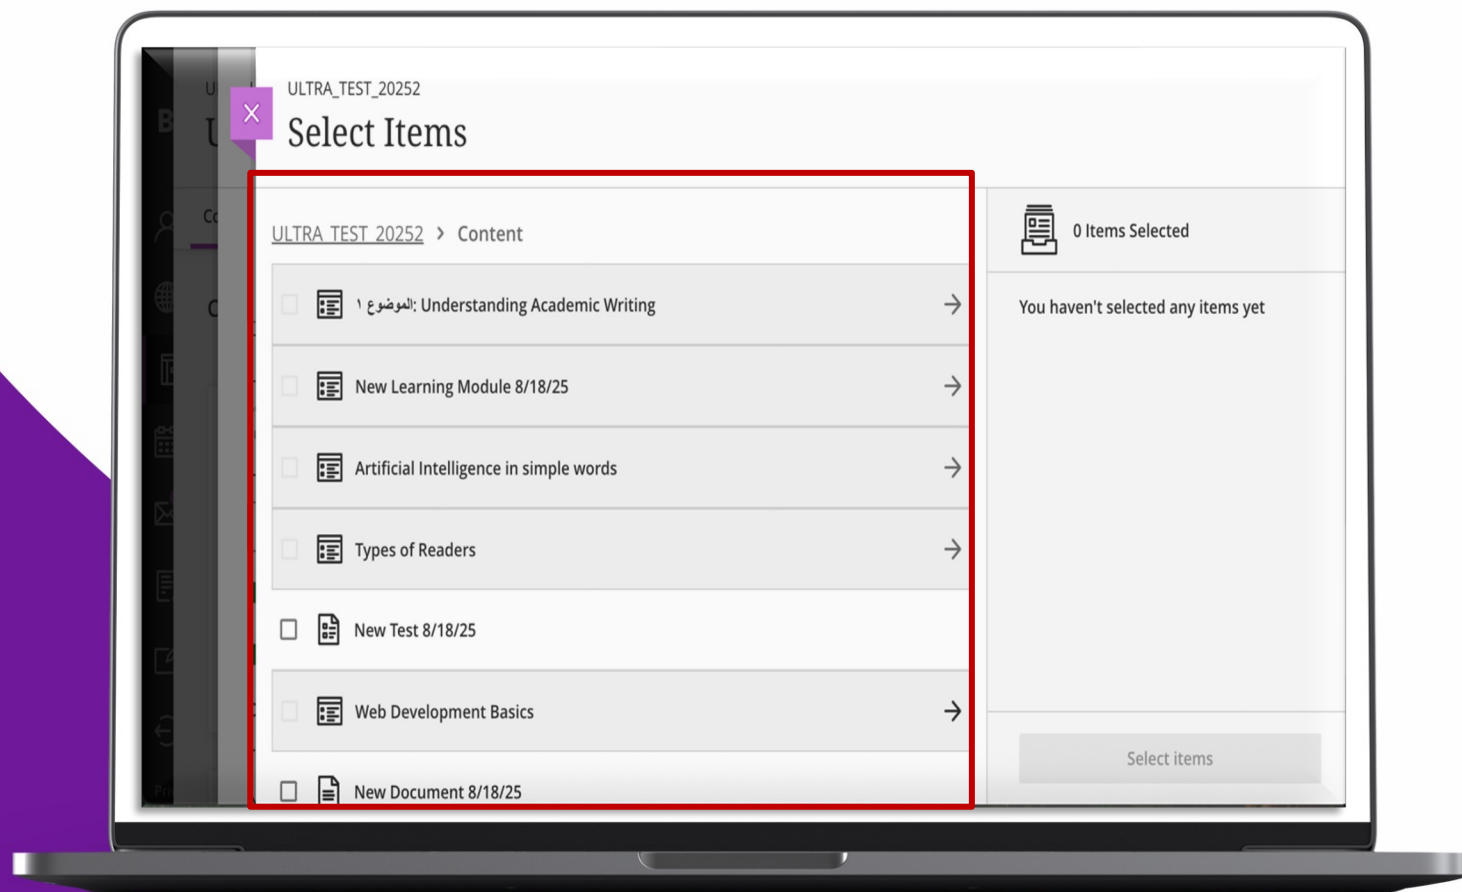 ULTRA_TEST_20252
Select Items
ULTRA_TEST_20252 > Content
الموضوع ١: Understanding Academic Writing
New Learning Module 8/18/25
Artificial Intelligence in simple words
Types of Readers
New Test 8/18/25
Web Development Basics
New Document 8/18/25
0 Items Selected
You haven't selected any items yet
Select items